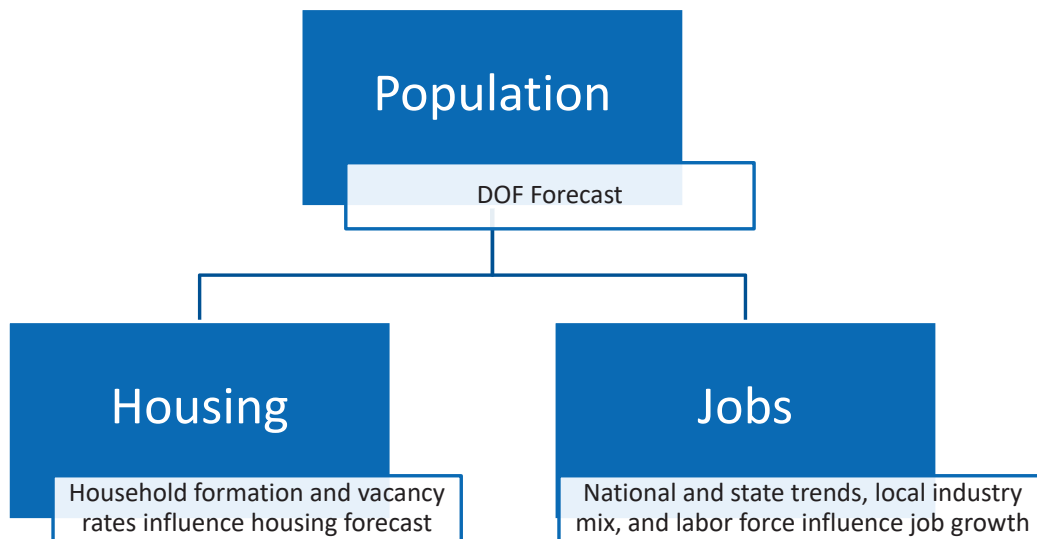 Population
DOF Forecast
Housing
Household formation and vacancy
rates influence housing forecast
Jobs
National and state trends, local industry
mix, and labor force influence job growth